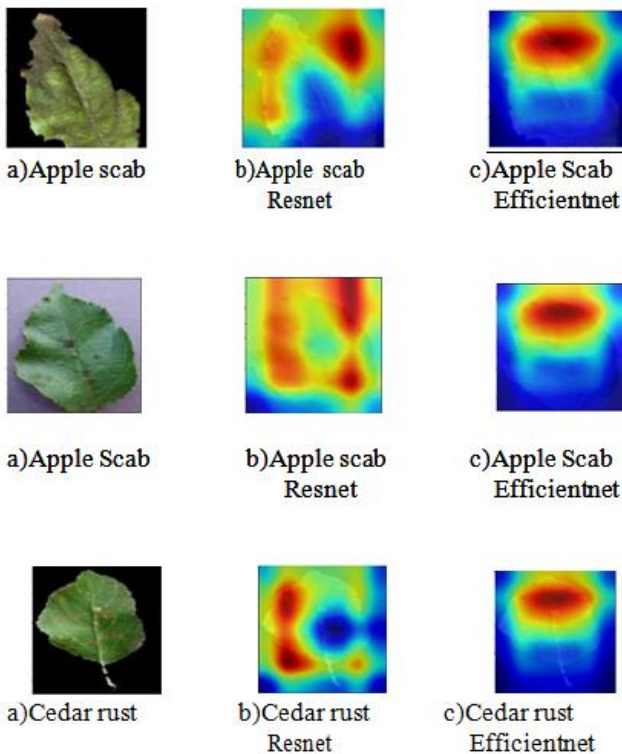 a)Apple scab
b)Apple scab
Resnet
c)Apple Scab
Efficientnet
a)Apple Scab
b)Apple scab
Resnet
c)Apple Scab
Efficientnet
a)Cedar rust
b)Cedar rust
Resnet
c)Cedar rust
Efficientnet